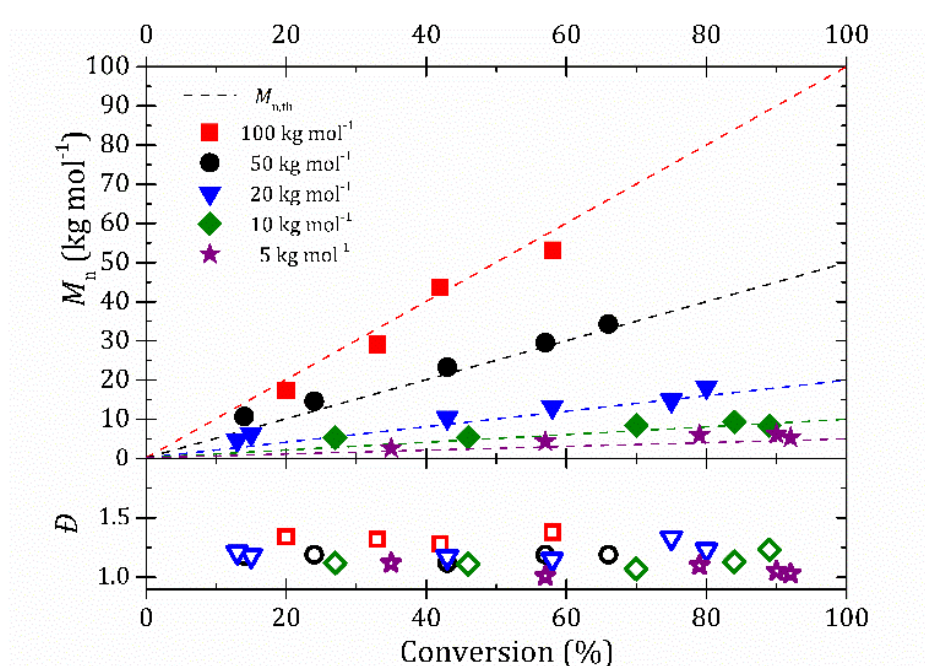 0 20 40 60 80 100
100
90
80
70
60
50
40
30
20
10
0
M_n (kg mol⁻¹)
M_n,th
100 kg mol⁻¹
50 kg mol⁻¹
20 kg mol⁻¹
10 kg mol⁻¹
5 kg mol⁻¹
1.5
1.0
Đ
0 20 40 60 80 100
Conversion (%)